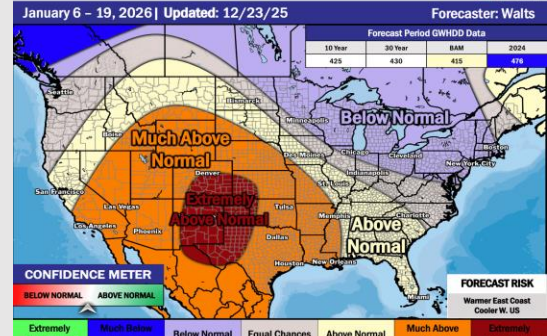 January 6 – 19, 2026| Updated: 12/23/25
Forecaster: Walts
Forecast Period GWHDD Data
10 Year 30 Year BAM 2024
425 430 415 476
Seattle
Bismarck
Minneapolis
Below Normal
Boise
Much Above
Normal
Boston
Chicago
Cleveland
New York City
Des Moines
Indianapolis
Denver
San Francisco
St. Louis
Extremely
Above Normal
Las Vegas
Tulsa
Memphis
Charlotte
Los Angeles
Phoenix
Dallas
Above
Normal
Houston
New Orleans
Miami
CONFIDENCE METER
BELOW NORMAL ABOVE NORMAL
FORECAST RISK
Warmer East Coast
Cooler W. US
Extremely Much Below Below Normal Equal Chances Above Normal Much Above Extremely